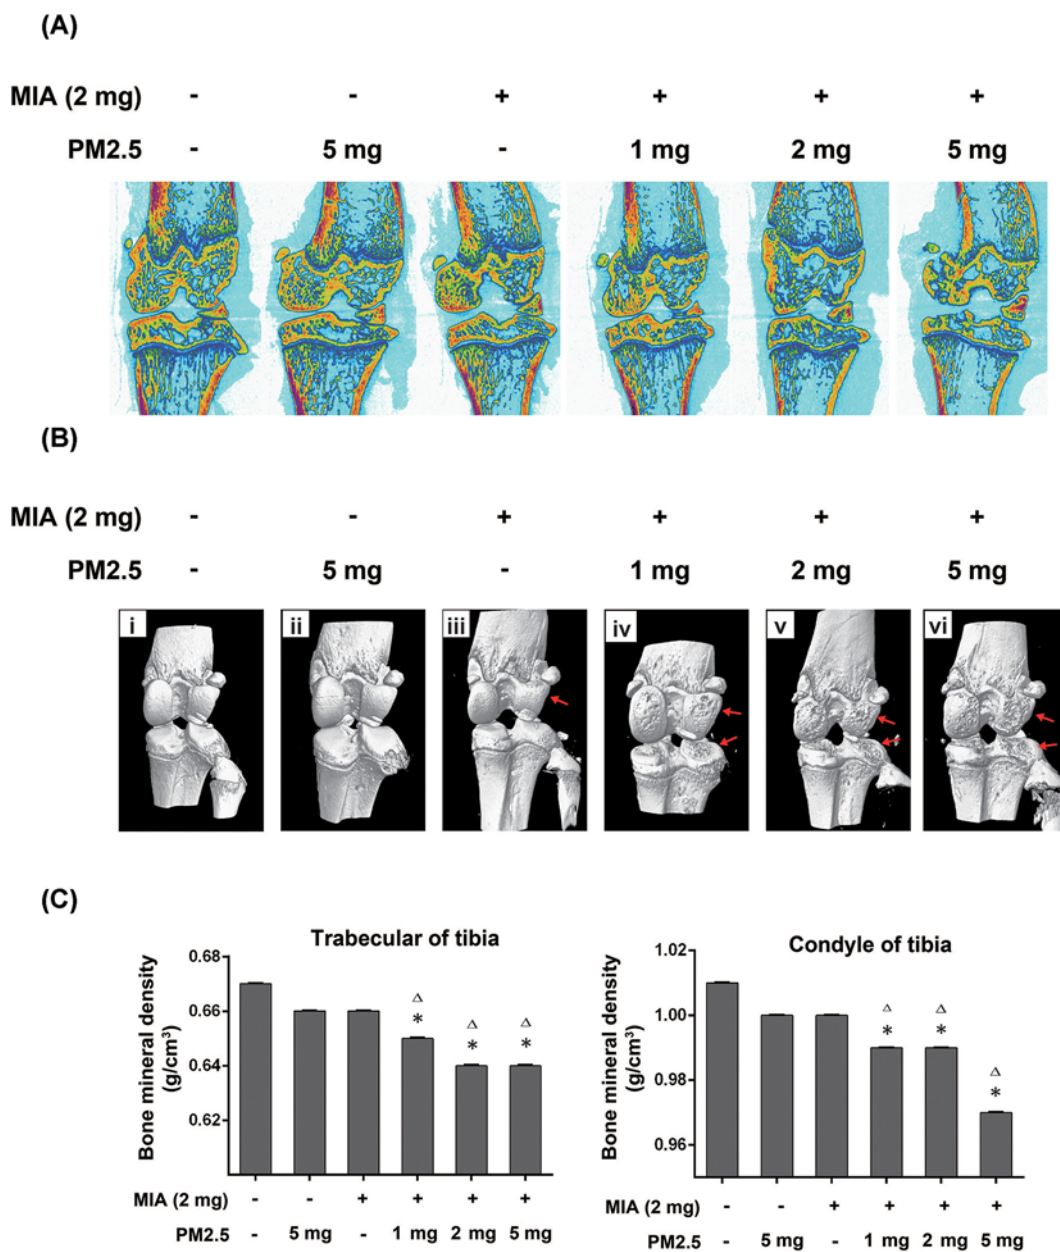 (A)
MIA (2 mg) - - + + + +
PM2.5 - 5 mg - 1 mg 2 mg 5 mg
(B)
MIA (2 mg) - - + + + +
PM2.5 - 5 mg - 1 mg 2 mg 5 mg
i ii iii iv v vi
(C)
Trabecular of tibia
Bone mineral density
(g/cm³)
0.68
0.66
0.64
0.62
△ △ △
* * *
MIA (2 mg) - - + + + +
PM2.5 - 5 mg - 1 mg 2 mg 5 mg
Condyle of tibia
Bone mineral density
(g/cm³)
1.02
1.00
0.98
0.96
△ △ △
* * *
MIA (2 mg) - - + + + +
PM2.5 - 5 mg - 1 mg 2 mg 5 mg